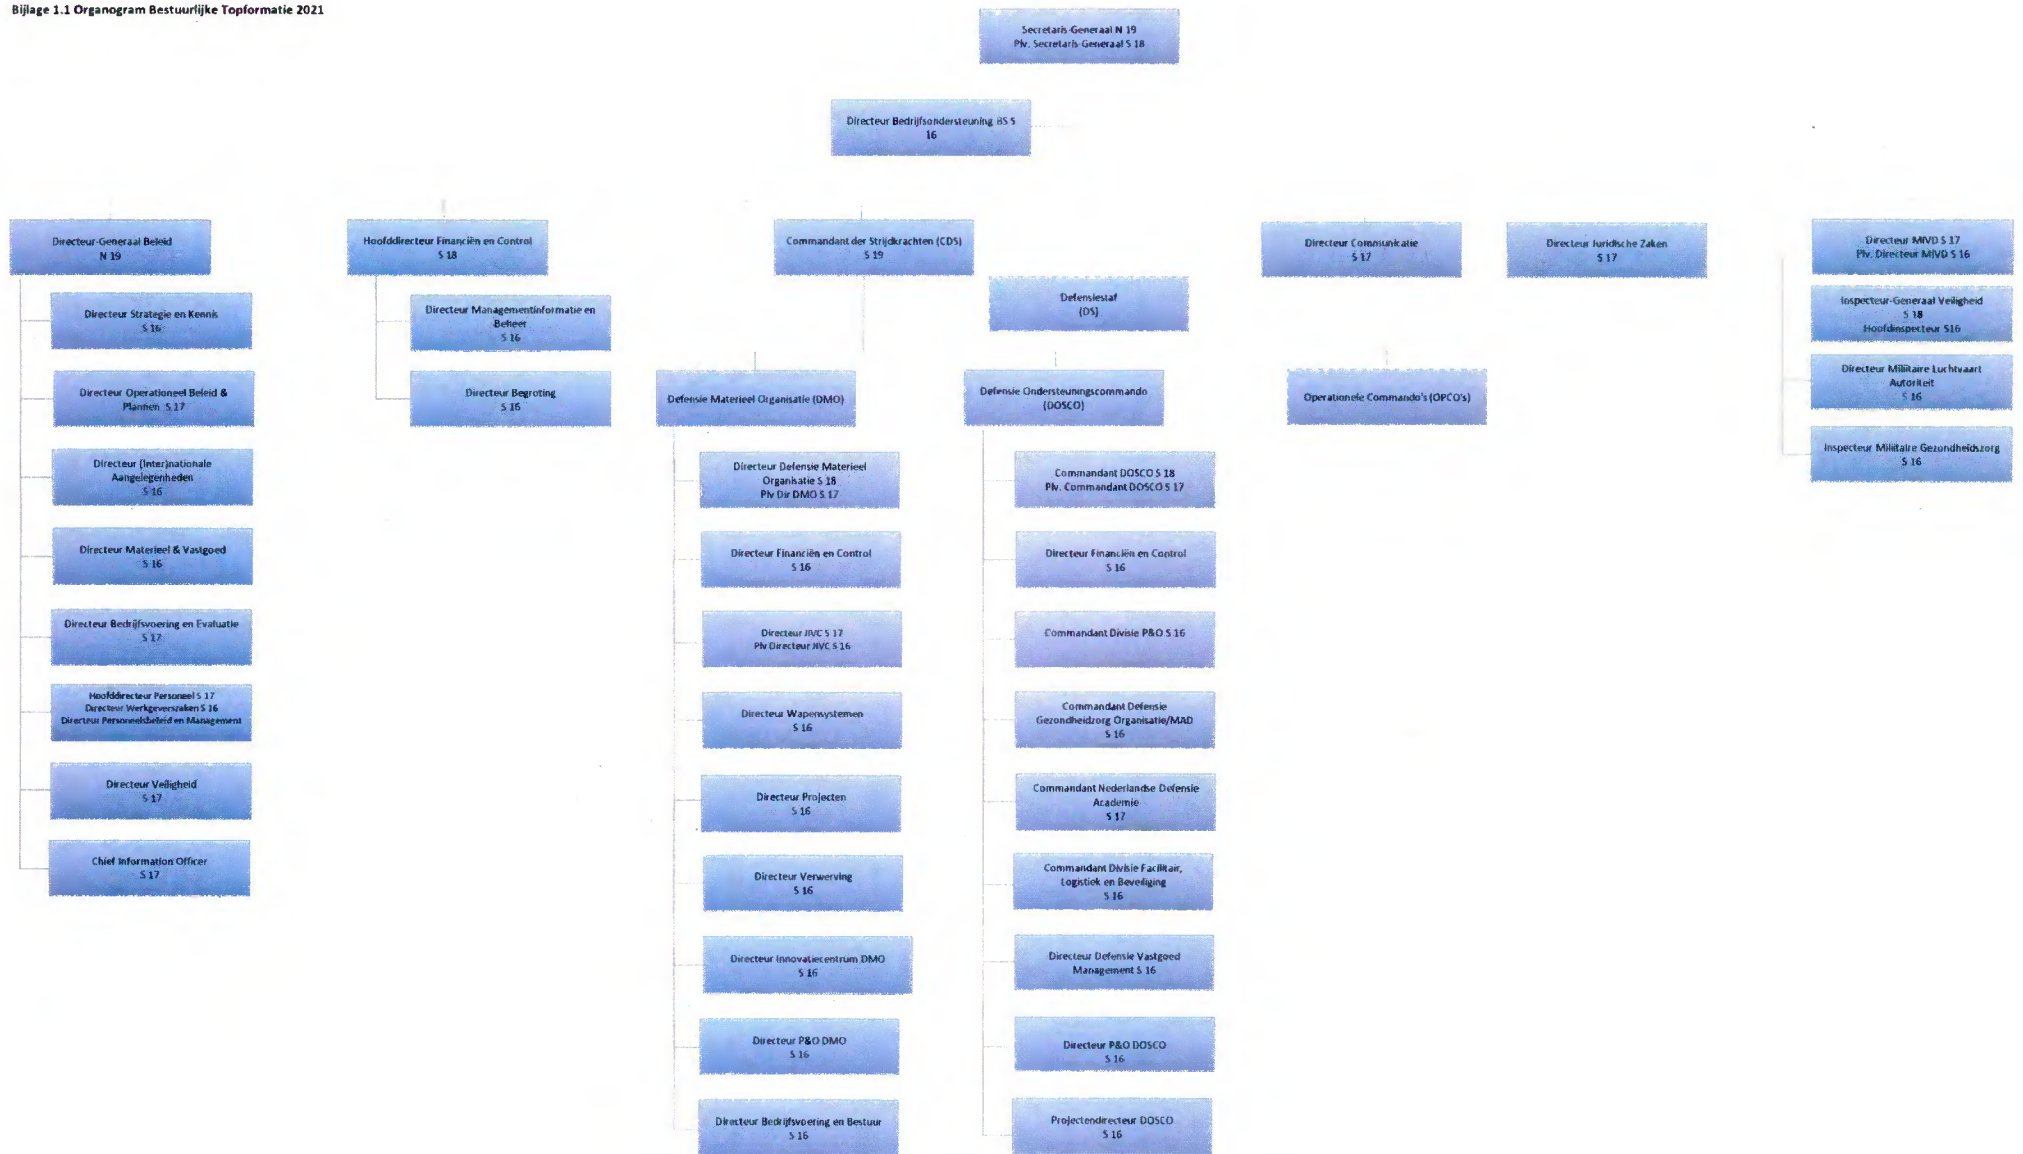 Bijlage 1.1 Organogram Bestuurlijke Topformatie 2021
Secretaris-Generaal N 19
Plv. Secretaris-Generaal S 18
Directeur Bedrijfsondersteuning BS S
16
Directeur-Generaal Beleid
N 19
Directeur Strategie en Kennis
S 16
Directeur Operationeel Beleid &
Plannen S 17
Directeur (Inter)nationale
Aangelegenheden
S 16
Directeur Materieel & Vastgoed
S 16
Directeur Bedrijfsvoering en Evaluatie
S 17
Hoofddirecteur Personeel S 17
Directeur Werkgeverszaken S 16
Directeur Personeelsbeleid en Management
Directeur Veiligheid
S 17
Chief Information Officer
S 17
Hoofddirecteur Financiën en Control
S 18
Directeur Managementinformatie en
Beheer
S 16
Directeur Begroting
S 16
Commandant der Strijdkrachten (CDS)
S 19
Defensiestaf
(DS)
Defensie Materieel Organisatie (DMO)
Directeur Defensie Materieel
Organisatie S 18
Plv Dir DMO S 17
Directeur Financiën en Control
S 16
Directeur JIVC S 17
Plv Directeur JIVC S 16
Directeur Wapensystemen
S 16
Directeur Projecten
S 16
Directeur Verwerving
S 16
Directeur Innovatiecentrum DMO
S 16
Directeur P&O DMO
S 16
Directeur Bedrijfsvoering en Bestuur
S 16
Defensie Ondersteuningscommando
(DOSCO)
Commandant DOSCO S 18
Plv. Commandant DOSCO S 17
Directeur Financiën en Control
S 16
Commandant Divisie P&O S 16
Commandant Defensie
Gezondheidzorg Organisatie/MAD
S 16
Commandant Nederlandse Defensie
Academie
S 17
Commandant Divisie Facilitair,
Logistiek en Beveiliging
S 16
Directeur Defensie Vastgoed
Management S 16
Directeur P&O DOSCO
S 16
Projectendirecteur DOSCO
S 16
Operationele Commando's (OPCO's)
Directeur Communicatie
S 17
Directeur Juridische Zaken
S 17
Directeur MIVD S 17
Plv. Directeur MIVD S 16
Inspecteur-Generaal Veiligheid
S 18
Hoofdinspecteur S16
Directeur Militaire Luchtvaart
Autoriteit
S 16
Inspecteur Militaire Gezondheidszorg
S 16